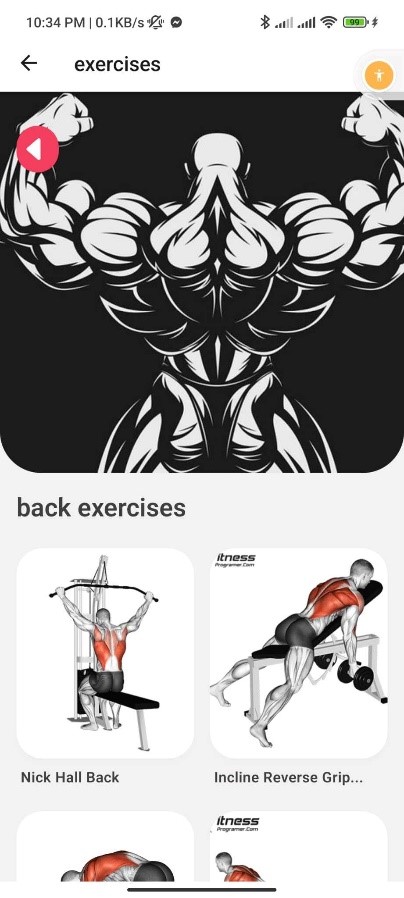 10:34 PM | 0.1KB/s
99
exercises
back exercises
itness
Programer.Com
Nick Hall Back
Incline Reverse Grip...
itness
Programer.Com